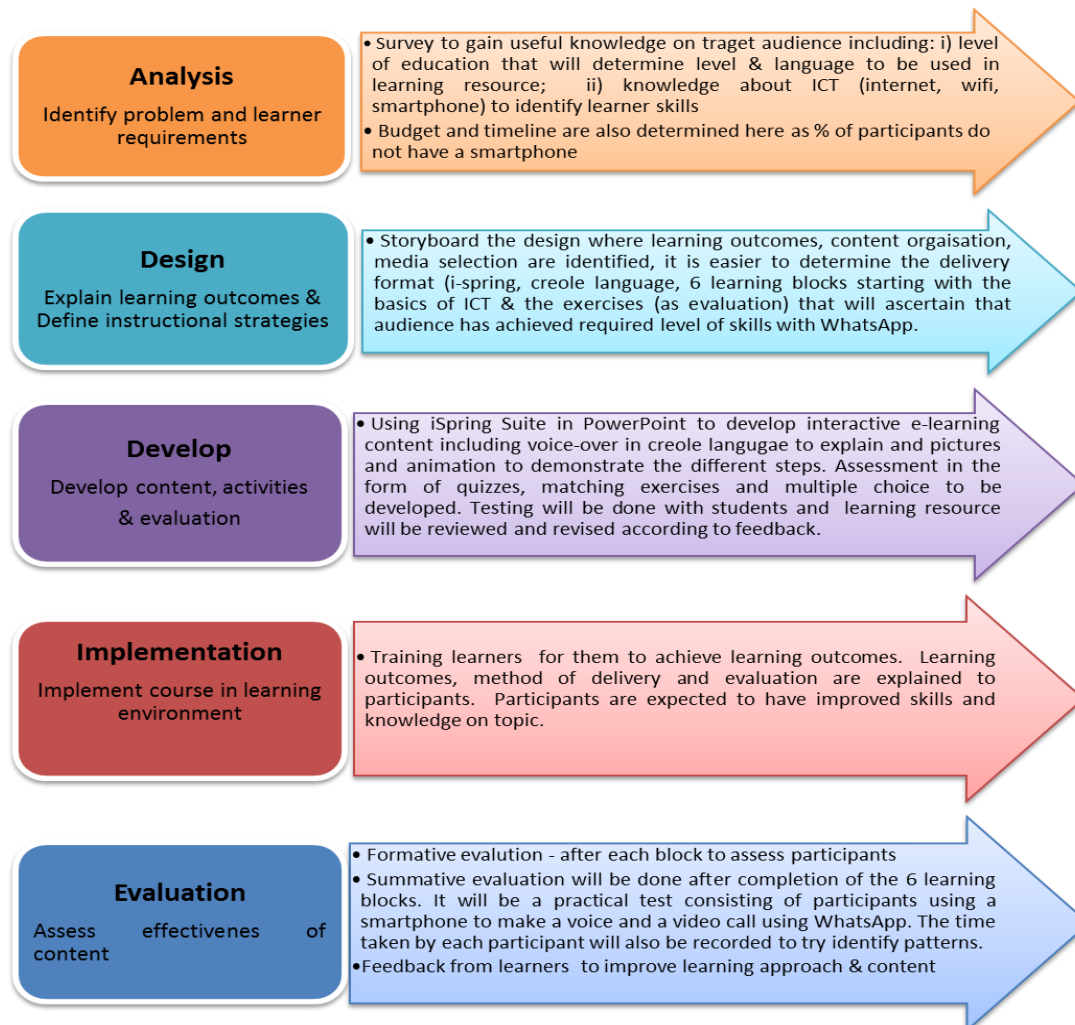 Analysis
Identify problem and learner
requirements
• Survey to gain useful knowledge on traget audience including: i) level
of education that will determine level & language to be used in
learning resource; ii) knowledge about ICT (internet, wifi,
smartphone) to identify learner skills
• Budget and timeline are also determined here as % of participants do
not have a smartphone
Design
Explain learning outcomes &
Define instructional strategies
• Storyboard the design where learning outcomes, content orgaisation,
media selection are identified, it is easier to determine the delivery
format (i-spring, creole language, 6 learning blocks starting with the
basics of ICT & the exercises (as evaluation) that will ascertain that
audience has achieved required level of skills with WhatsApp.
Develop
Develop content, activities
& evaluation
• Using iSpring Suite in PowerPoint to develop interactive e-learning
content including voice-over in creole langugae to explain and pictures
and animation to demonstrate the different steps. Assessment in the
form of quizzes, matching exercises and multiple choice to be
developed. Testing will be done with students and learning resource
will be reviewed and revised according to feedback.
Implementation
Implement course in learning
environment
• Training learners for them to achieve learning outcomes. Learning
outcomes, method of delivery and evaluation are explained to
participants. Participants are expected to have improved skills and
knowledge on topic.
Evaluation
Assess effectivenes of
content
• Formative evalution - after each block to assess participants
• Summative evaluation will be done after completion of the 6 learning
blocks. It will be a practical test consisting of participants using a
smartphone to make a voice and a video call using WhatsApp. The time
taken by each participant will also be recorded to try identify patterns.
•Feedback from learners to improve learning approach & content